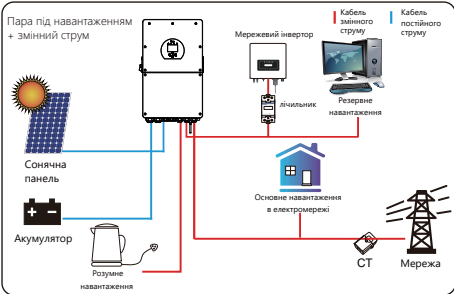 Пара під навантаженням
+ змінний струм
Кабель
змінного
струму
Кабель
постійного
струму
Мережевий інвертор
лічильник
Резервне
навантаження
Сонячна
панель
Основне навантаження
в електромережі
Акумулятор
Розумне
навантаження
CT
Мережа